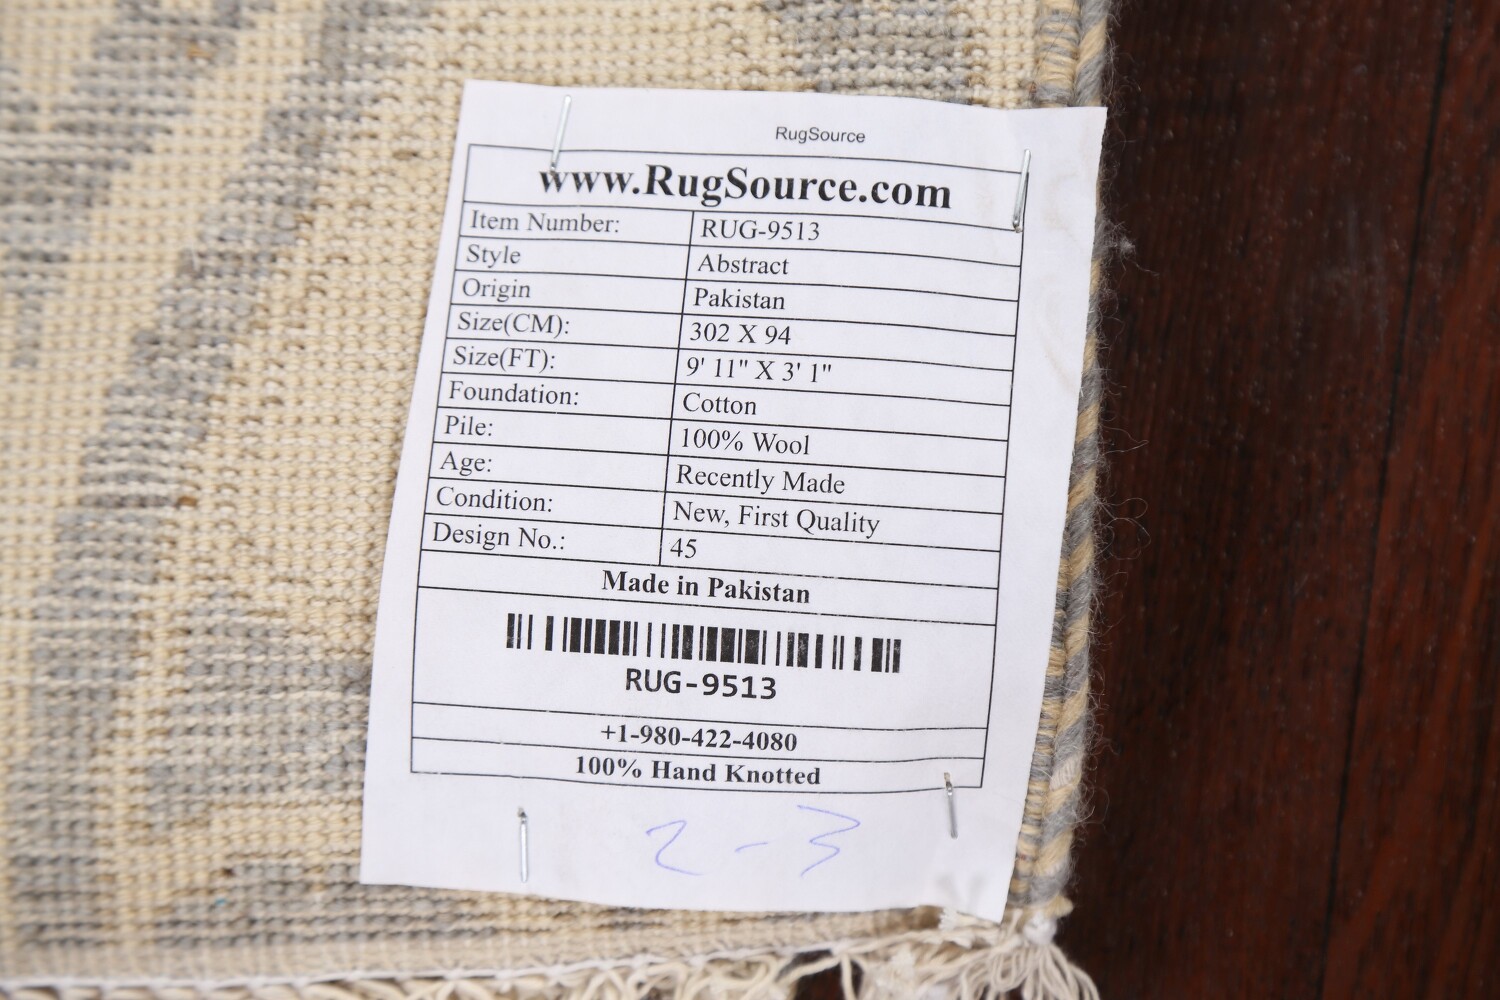 RugSource
www.RugSource.com
Item Number: RUG-9513
Style Abstract
Origin Pakistan
Size(CM): 302 X 94
Size(FT): 9' 11" X 3' 1"
Foundation: Cotton
Pile: 100% Wool
Age: Recently Made
Condition: New, First Quality
Design No.: 45
Made in Pakistan
RUG-9513
+1-980-422-4080
100% Hand Knotted
2-3